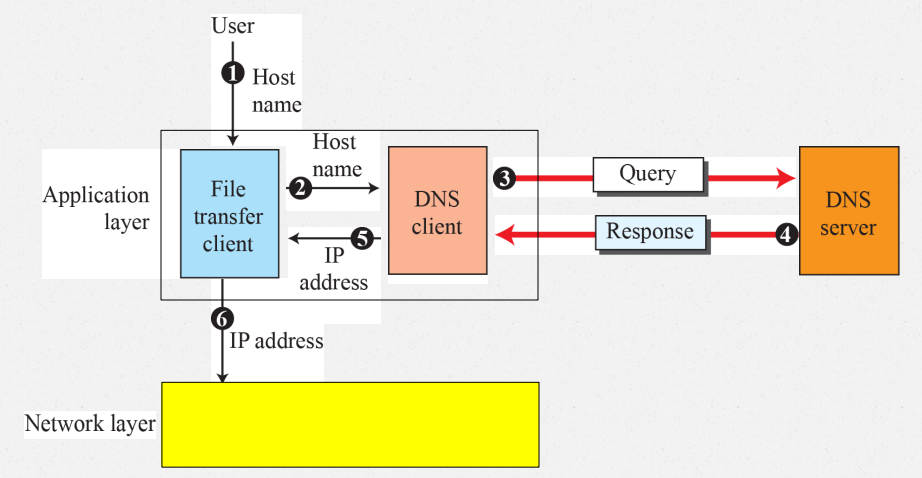 User
1
Host
name
Host
name
2
3
Query
Application
layer
File
transfer
client
DNS
client
DNS
server
5
Response
4
IP
address
6
IP address
Network layer